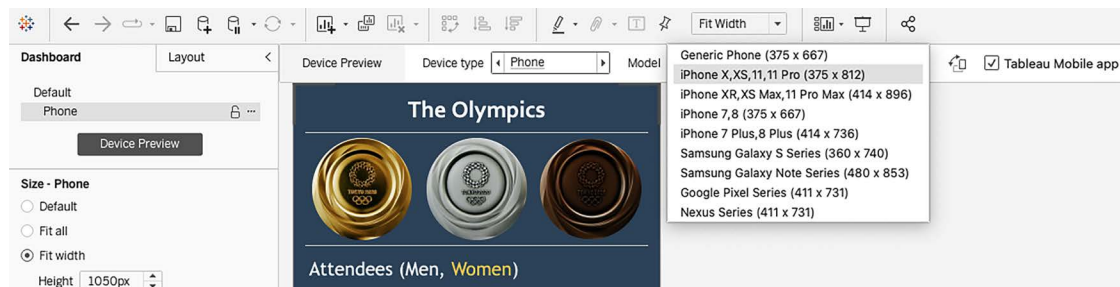 Fit Width
Dashboard
Layout
Device Preview
Device type
Phone
Model
Tableau Mobile app
Default
Phone
Device Preview
Size - Phone
Default
Fit all
Fit width
Height 1050px
The Olympics
TOKYO 2020
Attendees (Men, Women)
Generic Phone (375 x 667)
iPhone X,XS,11,11 Pro (375 x 812)
iPhone XR,XS Max,11 Pro Max (414 x 896)
iPhone 7,8 (375 x 667)
iPhone 7 Plus,8 Plus (414 x 736)
Samsung Galaxy S Series (360 x 740)
Samsung Galaxy Note Series (480 x 853)
Google Pixel Series (411 x 731)
Nexus Series (411 x 731)